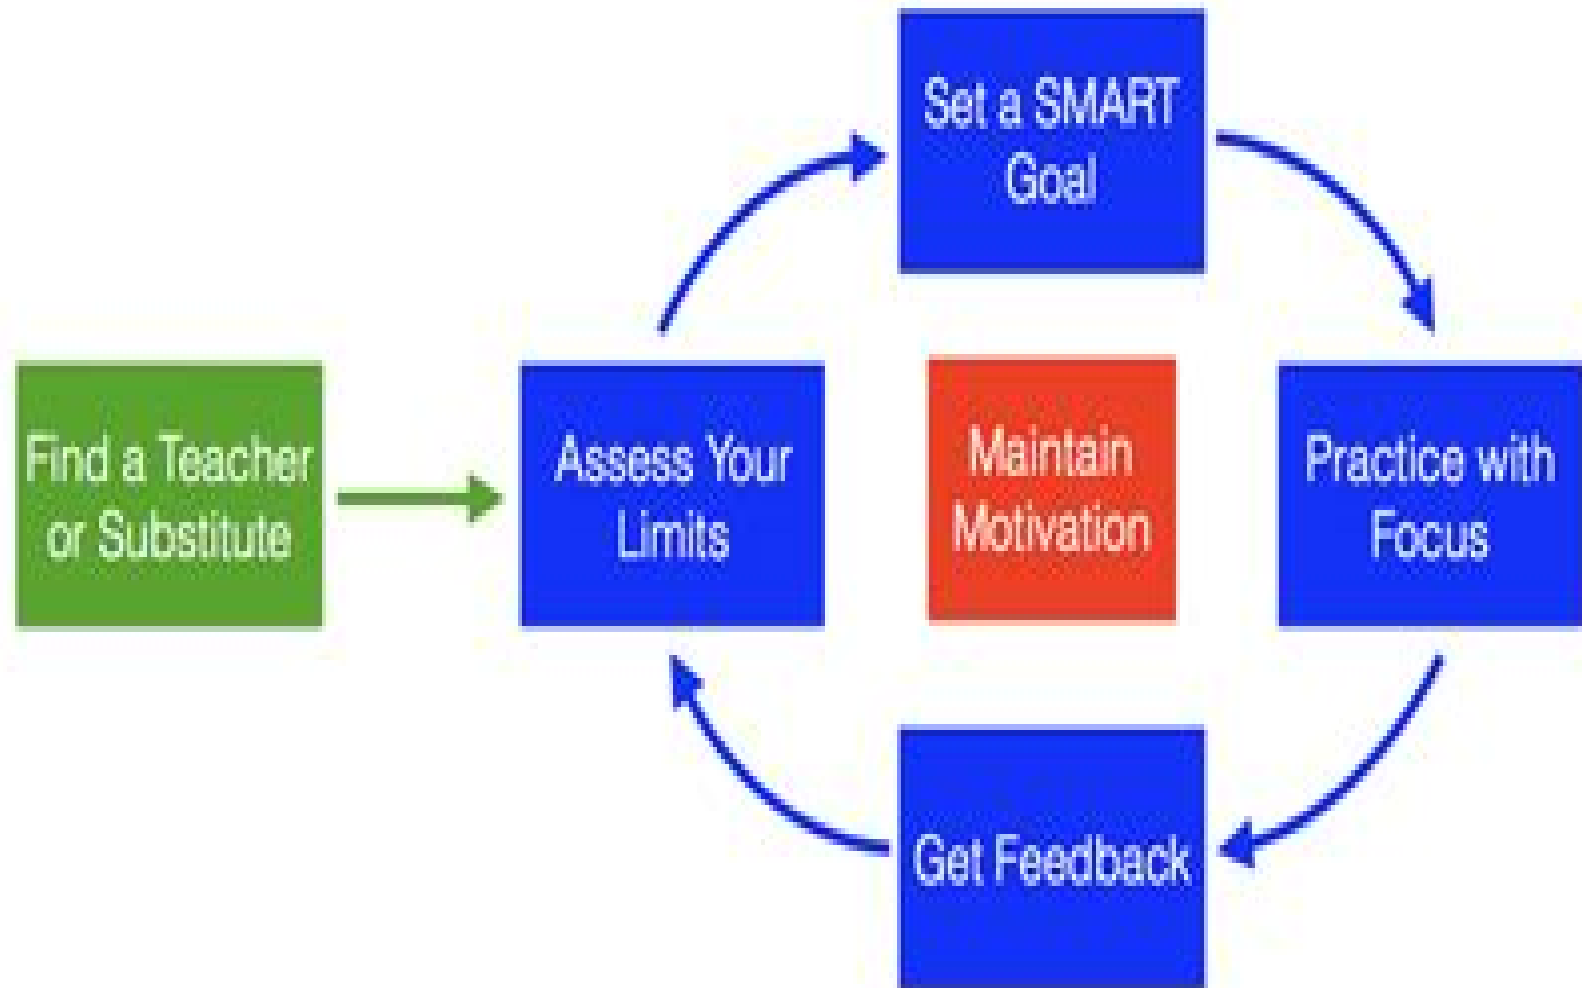 Set a SMART
Goal
Find a Teacher
or Substitute
Assess Your
Limits
Maintain
Motivation
Practice with
Focus
Get Feedback